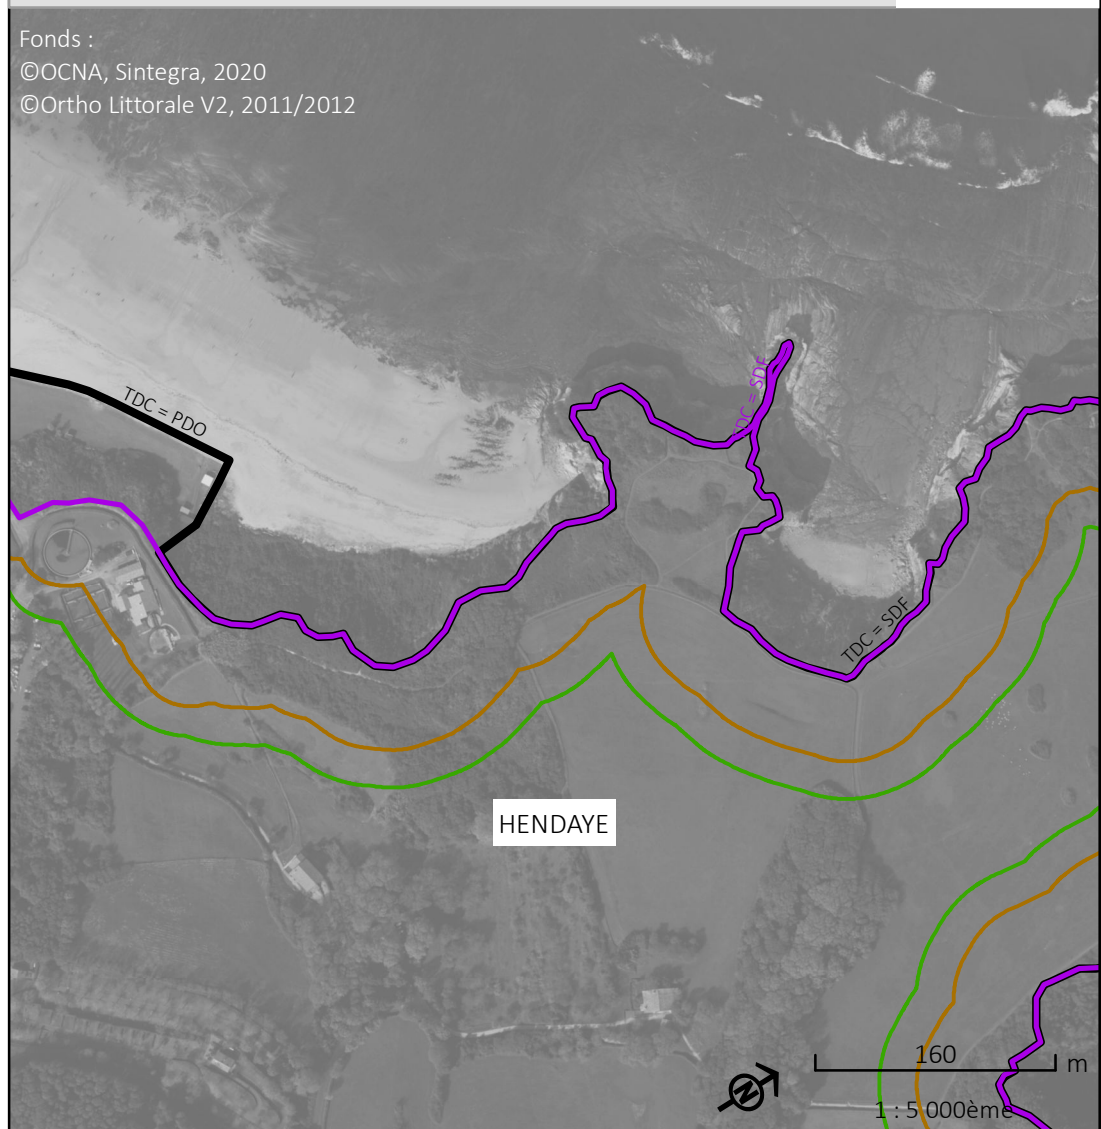 Fonds :
©OCNA, Sintegra, 2020
©Ortho Littorale V2, 2011/2012
TDC = PDO
TDC = SDF
TDC = SDF
HENDAYE
160
m
N
1 : 5 000ème